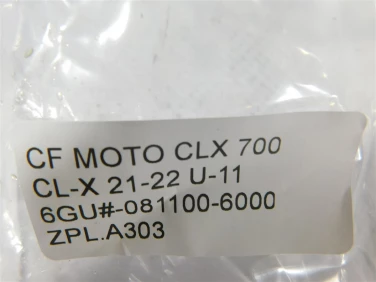 CF MOTO CLX 700
CL-X 21-22 U-11
6GU#-081100-6000
ZPL.A303